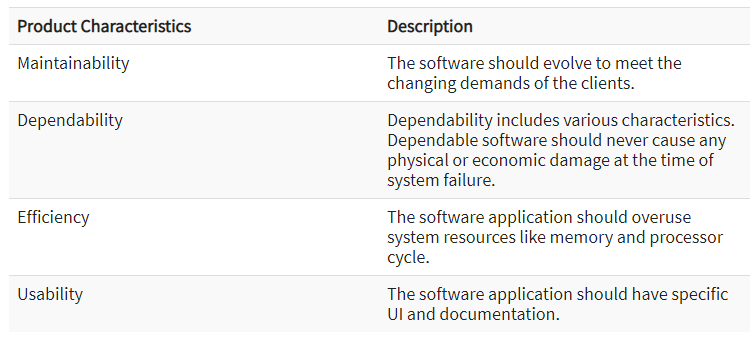 Product Characteristics Description
Maintainability The software should evolve to meet the
changing demands of the clients.
Dependability Dependability includes various characteristics.
Dependable software should never cause any
physical or economic damage at the time of
system failure.
Efficiency The software application should overuse
system resources like memory and processor
cycle.
Usability The software application should have specific
UI and documentation.